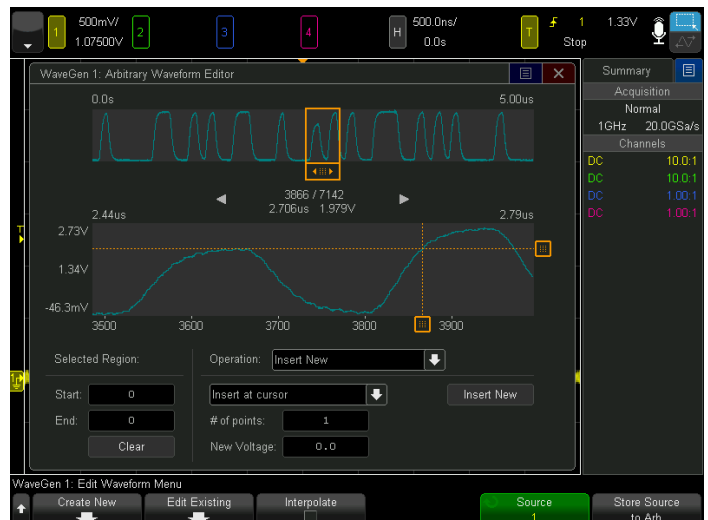 1 500mV/ 2 3 4 H 500.0ns/ T 1 1.33V
1.07500V 0.0s Stop
WaveGen 1: Arbitrary Waveform Editor
0.0s 5.00us
3866 / 7142
2.706us 1.979V
2.44us 2.79us
2.73V
1.34V
-46.3mV
3500 3600 3700 3800 3900
Selected Region:
Start: 0
End: 0
Clear
Operation: Insert New
Insert at cursor
Insert New
# of points: 1
New Voltage: 0.0
T
Summary
Acquisition
Normal
1GHz 20.0GSa/s
Channels
DC 10.0:1
DC 10.0:1
DC 1.00:1
DC 1.00:1
WaveGen 1: Edit Waveform Menu
Create New
Edit Existing
Interpolate
Source
1
Store Source
to Arb